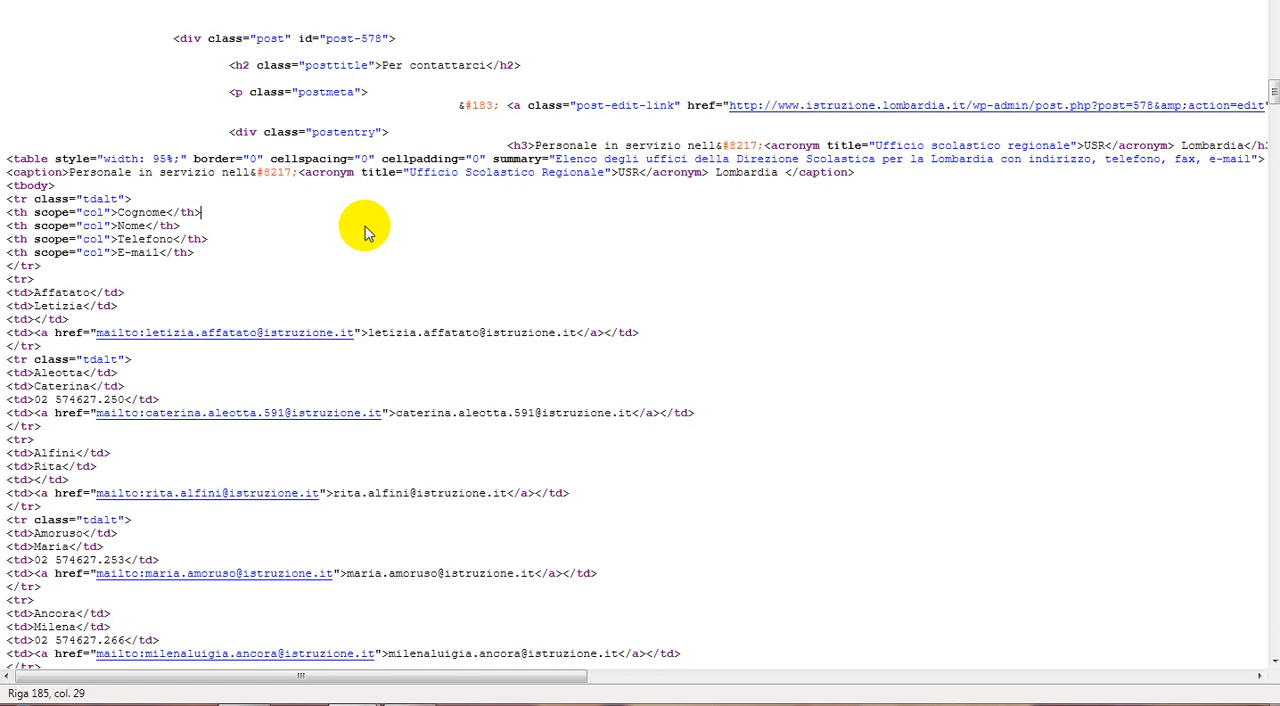 <div class="post" id="post-578">
<h2 class="posttitle">Per contattarci</h2>
<p class="postmeta">
&#183; <a class="post-edit-link" href="http://www.istruzione.lombardia.it/wp-admin/post.php?post=578&amp;action=edit"
<div class="postentry">
<h3>Personale in servizio nell&#8217;<acronym title="Ufficio scolastico regionale">USR</acronym> Lombardia</h3
<table style="width: 95%;" border="0" cellspacing="0" cellpadding="0" summary="Elenco degli uffici della Direzione Scolastica per la Lombardia con indirizzo, telefono, fax, e-mail">
<caption>Personale in servizio nell&#8217;<acronym title="Ufficio Scolastico Regionale">USR</acronym> Lombardia </caption>
<tbody>
<tr class="tdalt">
<th scope="col">Cognome</th>
<th scope="col">Nome</th>
<th scope="col">Telefono</th>
<th scope="col">E-mail</th>
</tr>
<tr>
<td>Affatato</td>
<td>Letizia</td>
<td></td>
<td><a href="mailto:letizia.affatato@istruzione.it">letizia.affatato@istruzione.it</a></td>
</tr>
<tr class="tdalt">
<td>Aleotta</td>
<td>Caterina</td>
<td>02 574627.250</td>
<td><a href="mailto:caterina.aleotta.591@istruzione.it">caterina.aleotta.591@istruzione.it</a></td>
</tr>
<tr>
<td>Alfini</td>
<td>Rita</td>
<td></td>
<td><a href="mailto:rita.alfini@istruzione.it">rita.alfini@istruzione.it</a></td>
</tr>
<tr class="tdalt">
<td>Amoruso</td>
<td>Maria</td>
<td>02 574627.253</td>
<td><a href="mailto:maria.amoruso@istruzione.it">maria.amoruso@istruzione.it</a></td>
</tr>
<tr>
<td>Ancora</td>
<td>Milena</td>
<td>02 574627.266</td>
<td><a href="mailto:milenaluigia.ancora@istruzione.it">milenaluigia.ancora@istruzione.it</a></td>
</tr>
Riga 185, col. 29